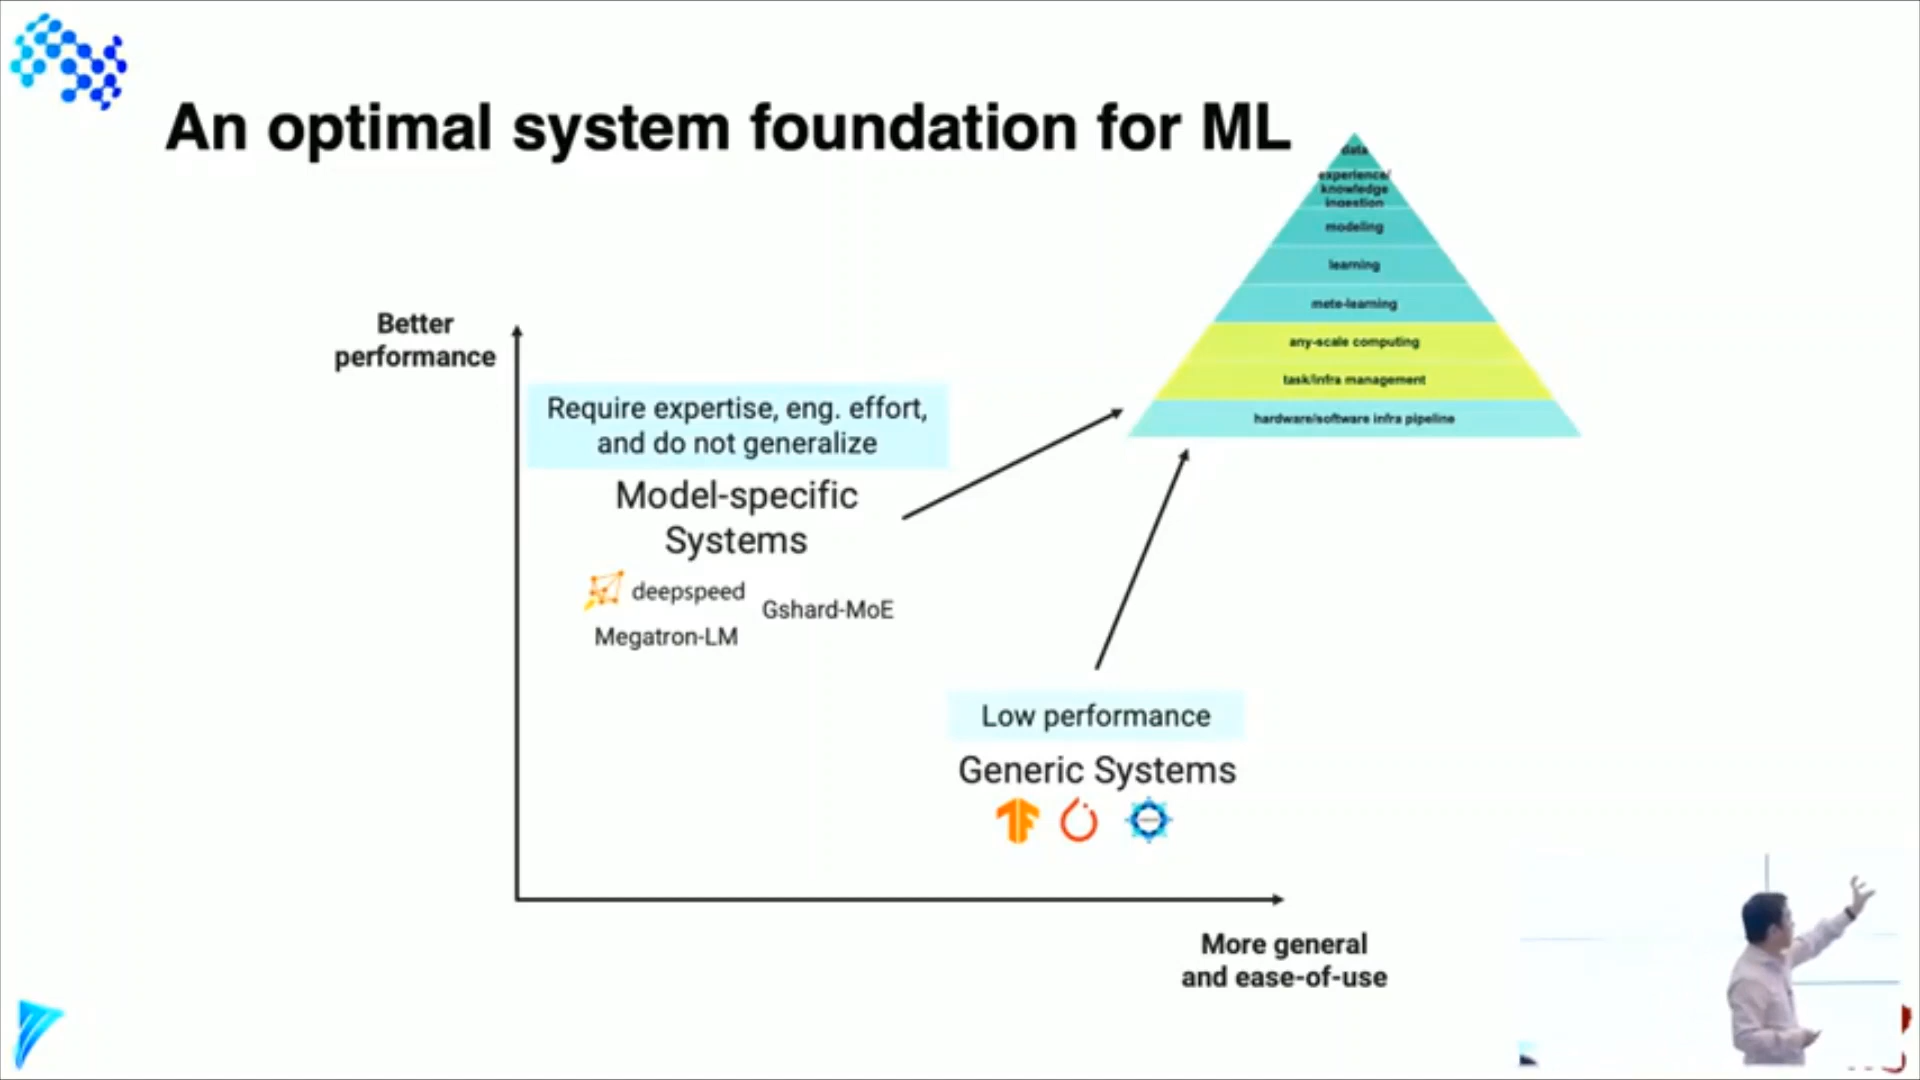 An optimal system foundation for ML
data
experience/
knowledge
ingestion
modeling
learning
mete-learning
any-scale computing
task/infra management
hardware/software infra pipeline
Better
performance
Require expertise, eng. effort,
and do not generalize
Model-specific
Systems
deepspeed
Gshard-MoE
Megatron-LM
Low performance
Generic Systems
More general
and ease-of-use